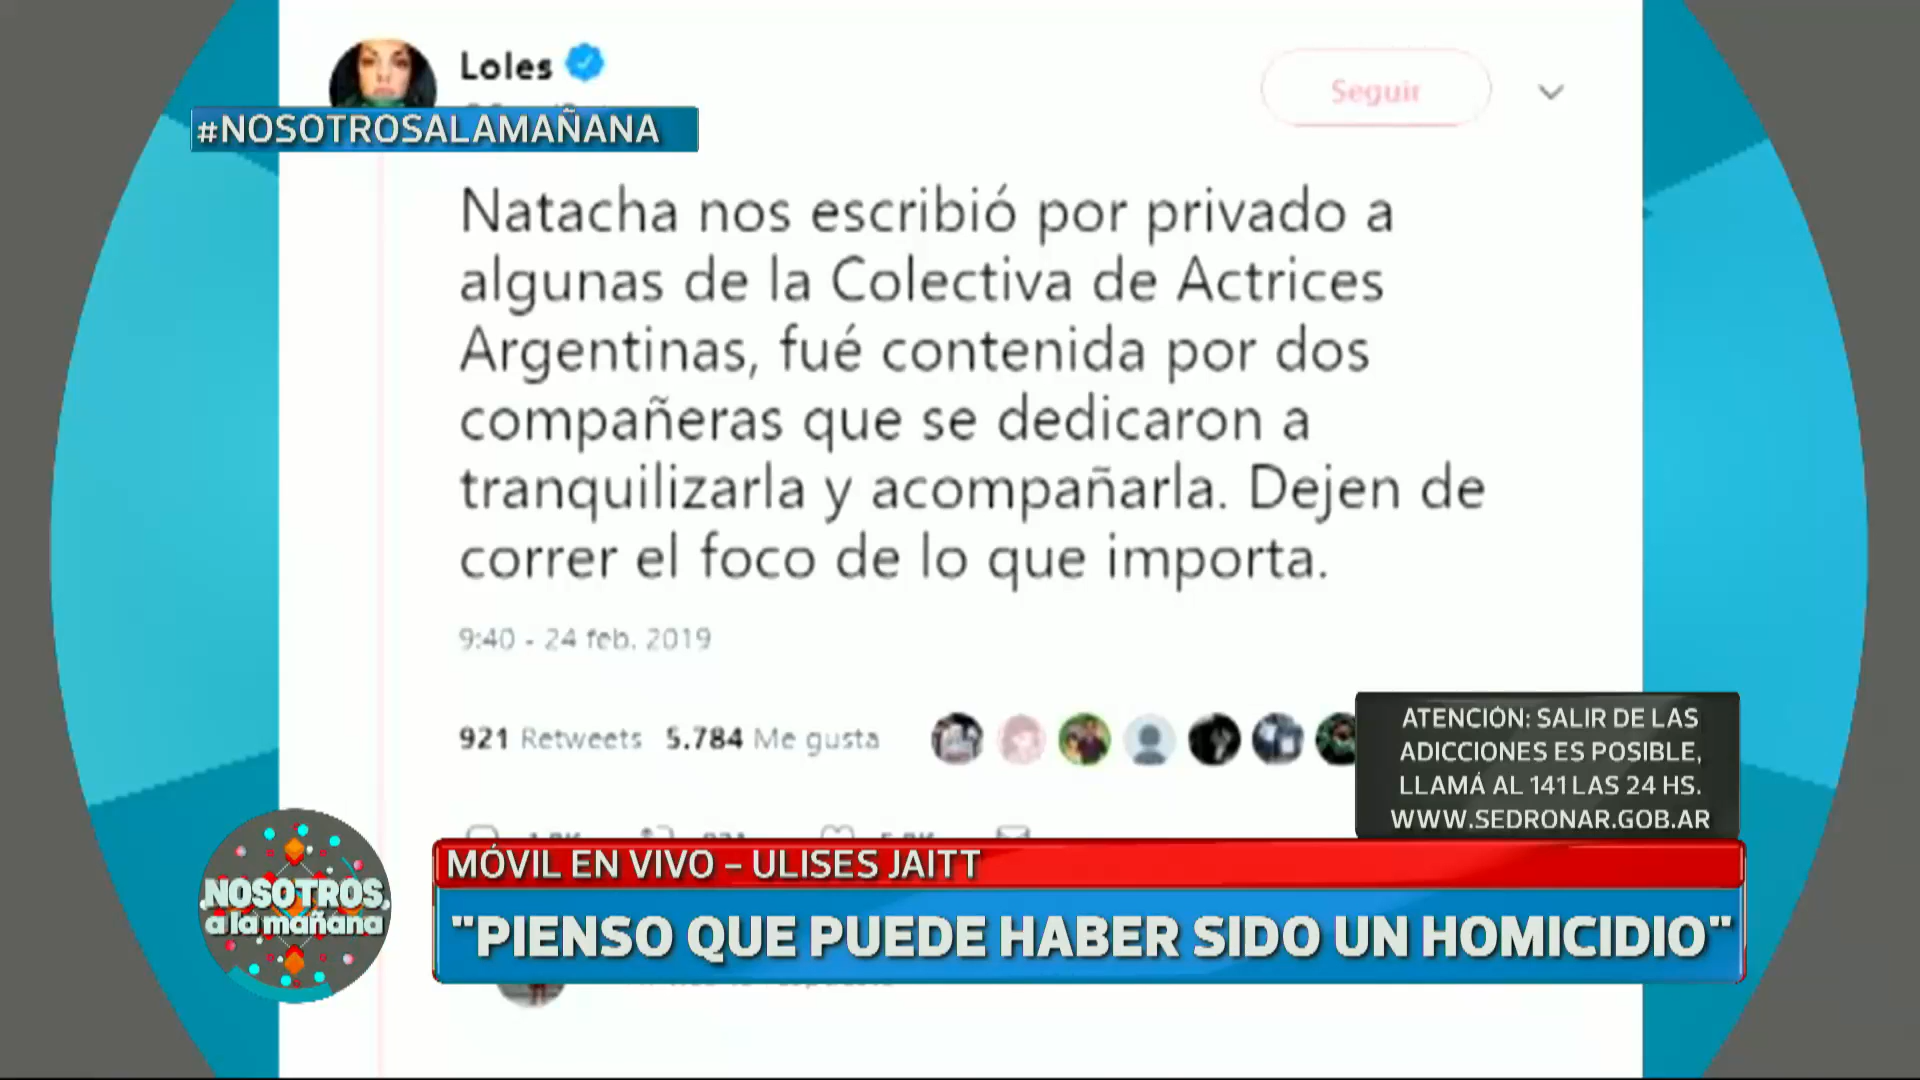 Loles
Seguir
#NOSOTROSALAMAÑANA
Natacha nos escribió por privado a
algunas de la Colectiva de Actrices
Argentinas, fué contenida por dos
compañeras que se dedicaron a
tranquilizarla y acompañarla. Dejen de
correr el foco de lo que importa.
9:40 - 24 feb. 2019
921 Retweets 5.784 Me gusta
ATENCIÓN: SALIR DE LAS
ADICCIONES ES POSIBLE,
LLAMÁ AL 141 LAS 24 HS.
WWW.SEDRONAR.GOB.AR
MÓVIL EN VIVO – ULISES JAITT
"PIENSO QUE PUEDE HABER SIDO UN HOMICIDIO"
NOSOTROS
a la mañana